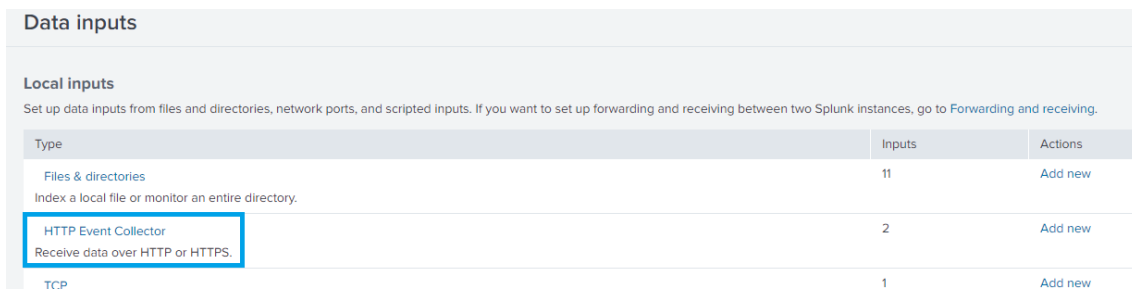 Data inputs
Local inputs
Set up data inputs from files and directories, network ports, and scripted inputs. If you want to set up forwarding and receiving between two Splunk instances, go to Forwarding and receiving.
Type Inputs Actions
Files & directories 11 Add new
Index a local file or monitor an entire directory.
HTTP Event Collector 2 Add new
Receive data over HTTP or HTTPS.
TCP 1 Add new